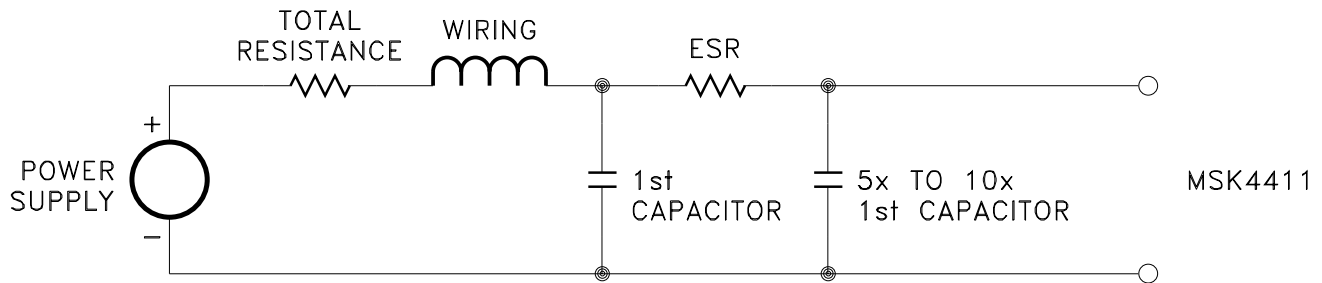 TOTAL
RESISTANCE
WIRING
ESR
+
POWER
SUPPLY
−
1st
CAPACITOR
5x TO 10x
1st CAPACITOR
MSK4411